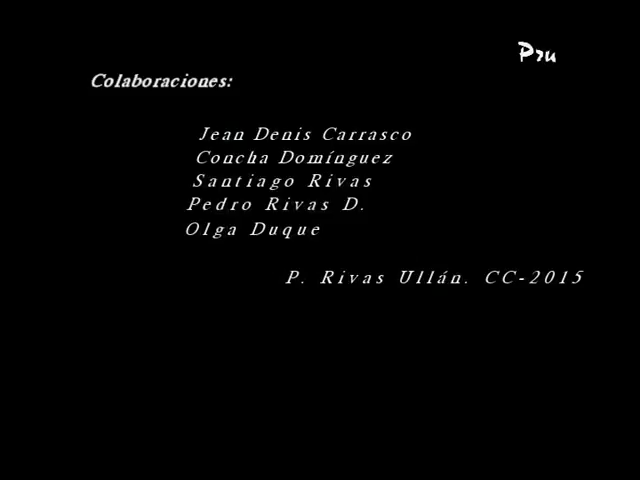 Pru
Colaboraciones:
Jean Denis Carrasco
Concha Domínguez
Santiago Rivas
Pedro Rivas D.
Olga Duque
P. Rivas Ullán. CC-2015